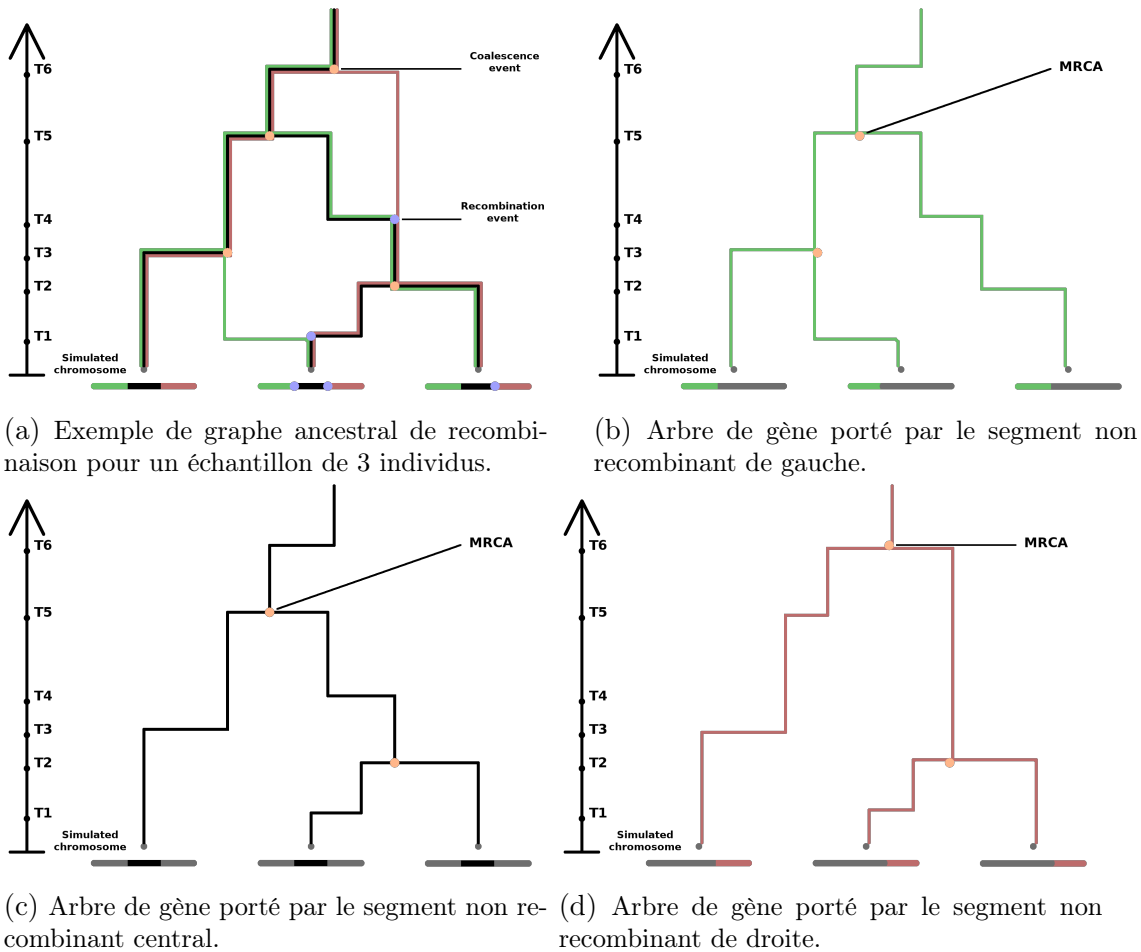 T6
T5
T4
T3
T2
T1
Coalescence
event
Recombination
event
Simulated
chromosome
(a) Exemple de graphe ancestral de recombi-
naison pour un échantillon de 3 individus.
T6
T5
T4
T3
T2
T1
MRCA
Simulated
chromosome
(b) Arbre de gène porté par le segment non
recombinant de gauche.
T6
T5
T4
T3
T2
T1
MRCA
Simulated
chromosome
(c) Arbre de gène porté par le segment non re-
combinant central.
T6
T5
T4
T3
T2
T1
MRCA
Simulated
chromosome
(d) Arbre de gène porté par le segment non
recombinant de droite.